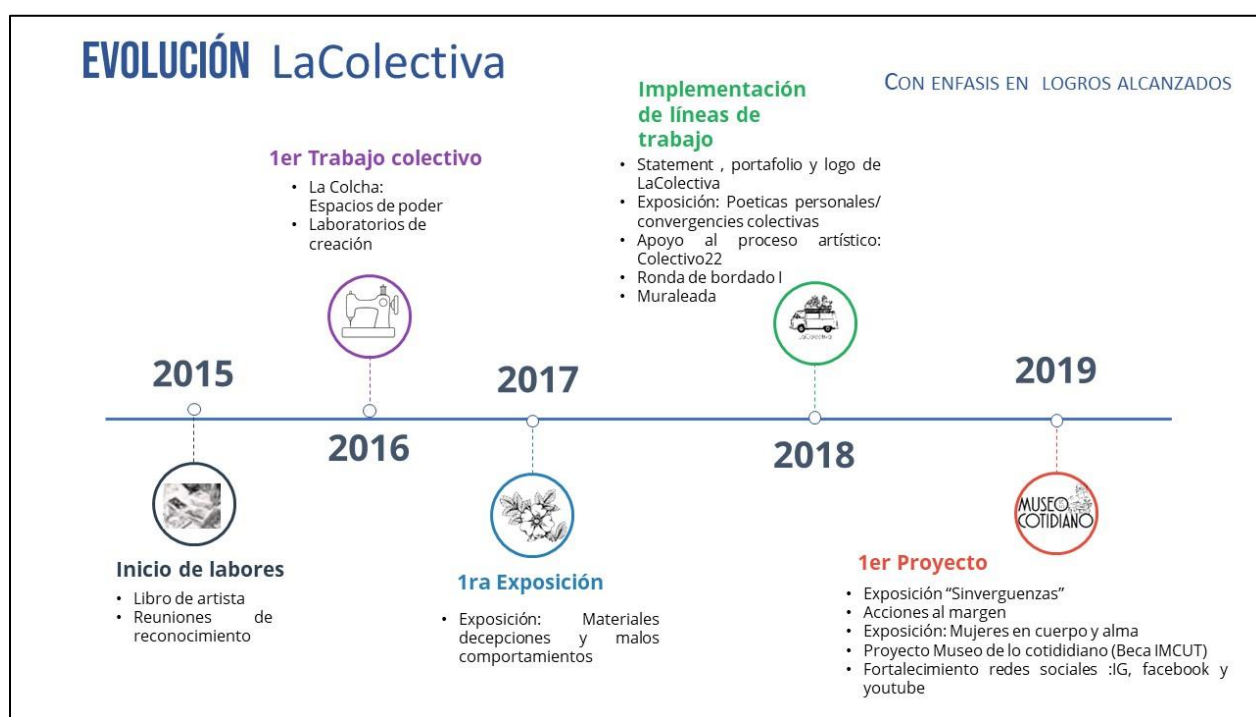 EVOLUCIÓN LaColectiva
CON ENFASIS EN LOGROS ALCANZADOS
1er Trabajo colectivo
• La Colcha:
Espacios de poder
• Laboratorios de
creación
Implementación
de líneas de
trabajo
• Statement , portafolio y logo de
LaColectiva
• Exposición: Poeticas personales/
convergencies colectivas
• Apoyo al proceso artístico:
Colectivo22
• Ronda de bordado I
• Muraleada
LaColectiva
2015
2016
2017
2018
2019
Inicio de labores
• Libro de artista
• Reuniones de
reconocimiento
1ra Exposición
• Exposición: Materiales
decepciones y malos
comportamientos
MUSEO
COTIDIANO
1er Proyecto
• Exposición “Sinverguenzas”
• Acciones al margen
• Exposición: Mujeres en cuerpo y alma
• Proyecto Museo de lo cotididiano (Beca IMCUT)
• Fortalecimiento redes sociales :IG, facebook y
youtube